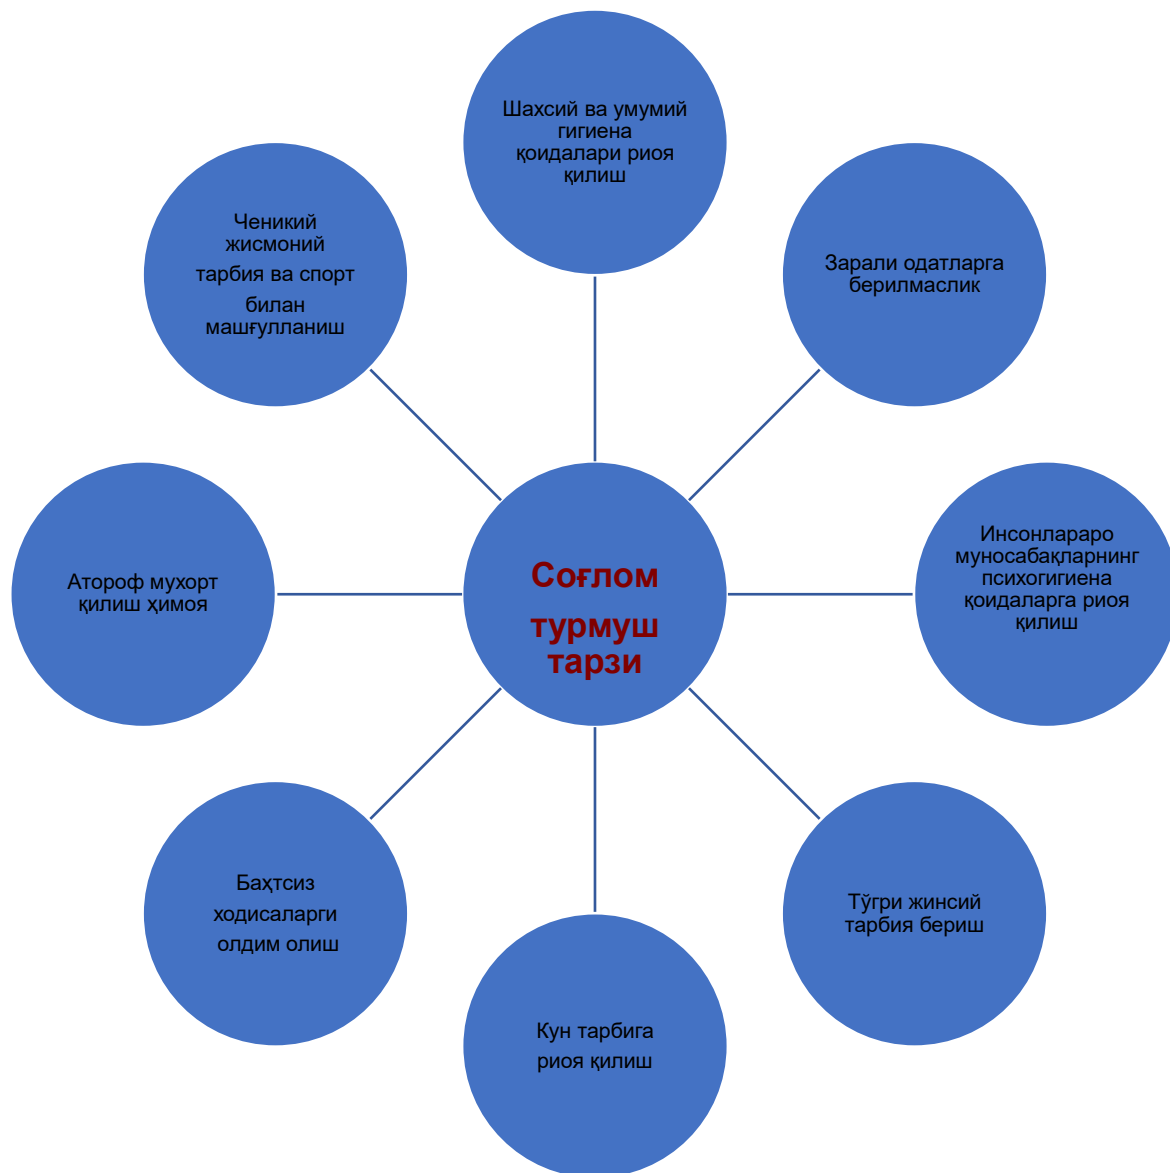 Шахсий ва умумий
гигиена
қоидалари риоя
қилиш
Зарали одатларга
берилмаслик
Инсонлараро
муносабақларнинг
психогигиена
қоидаларга риоя
қилиш
Тўгри жинсий
тарбия бериш
Кун тарбига
риоя қилиш
Баҳтсиз
ходисаларги
олдим олиш
Атороф мухорт
қилиш ҳимоя
Ченикий
жисмоний
тарбия ва спорт
билан
машғулланиш
Соғлом
турмуш
тарзи